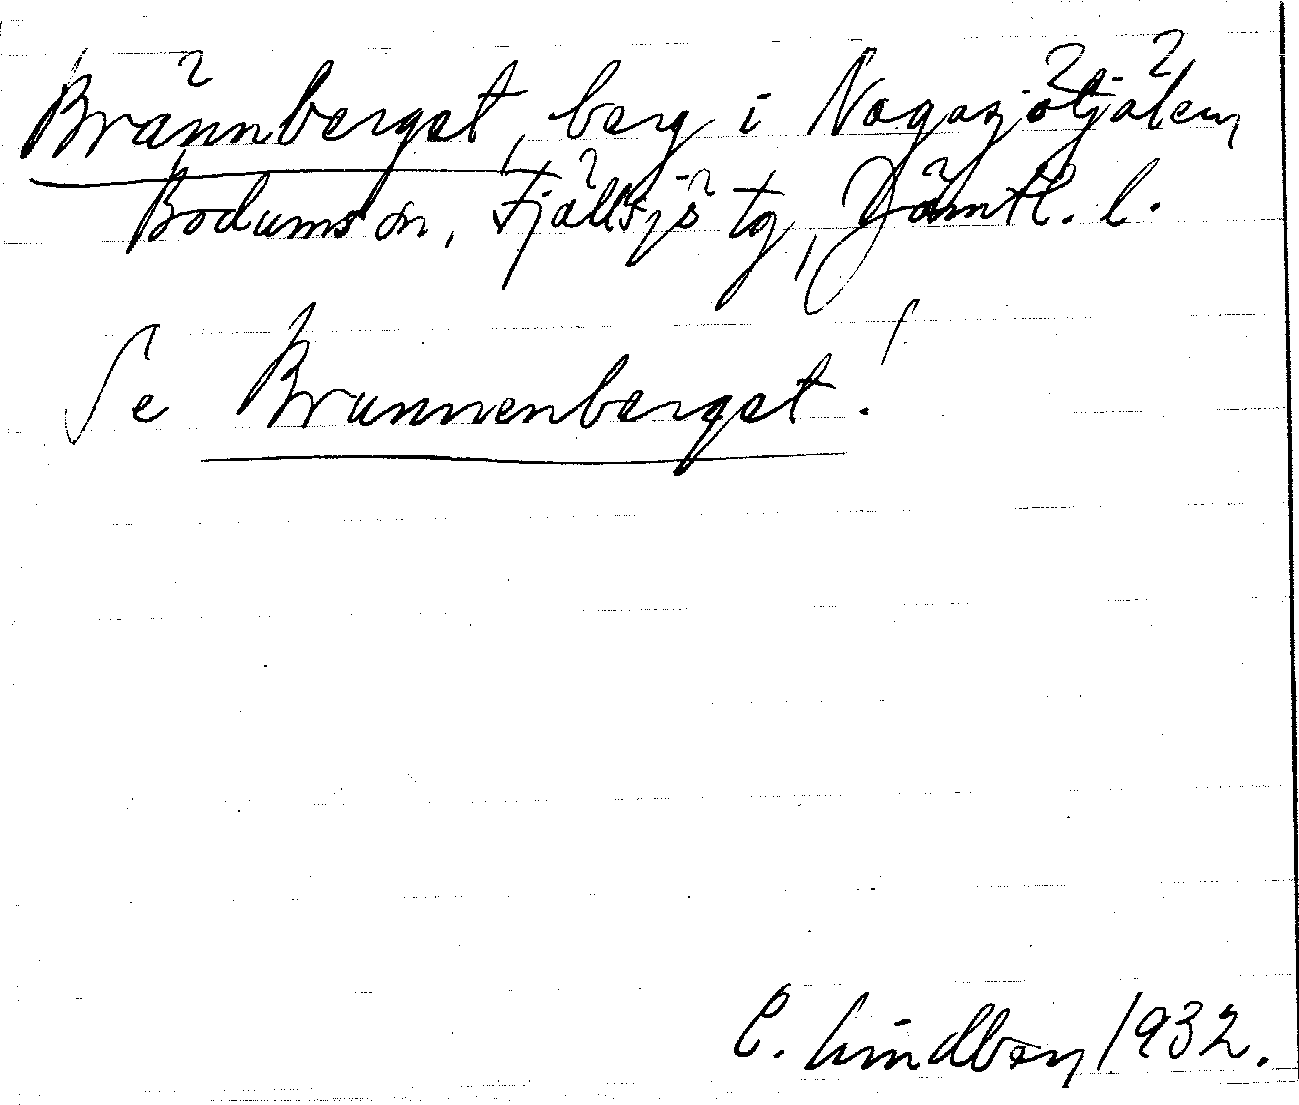 Brännberget, berg i Nagasjötjälen,
Bodums sn, Fjällsjö tg, Jämtl. l.
Se Brunnenberget!
C. Lindberg 1932.